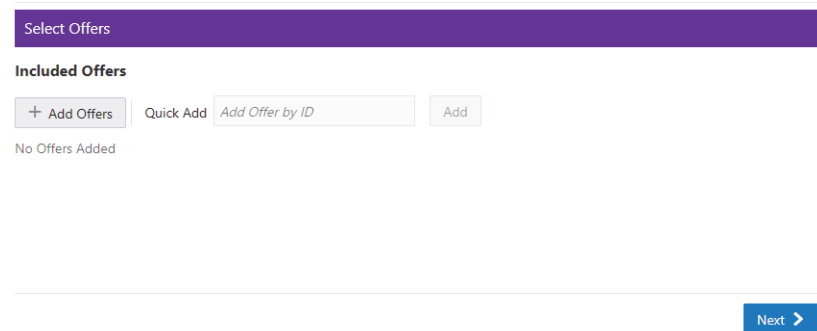 Select Offers
Included Offers
+ Add Offers Quick Add Add Offer by ID Add
No Offers Added
Next